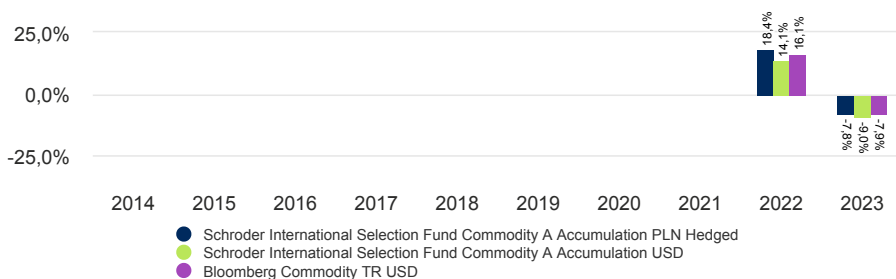 25,0%
18,4%
14,1%
16,1%
0,0%
-7,8%
-9,0%
-7,9%
-25,0%
2014 2015 2016 2017 2018 2019 2020 2021 2022 2023
Schroder International Selection Fund Commodity A Accumulation PLN Hedged
Schroder International Selection Fund Commodity A Accumulation USD
Bloomberg Commodity TR USD